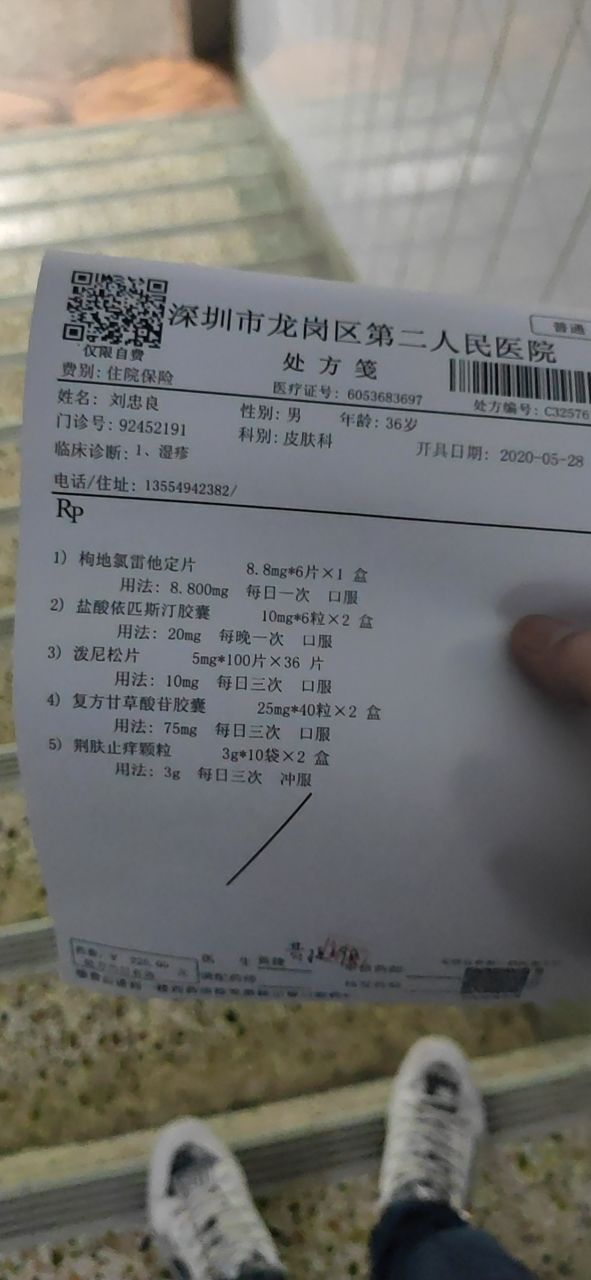 普通
深圳市龙岗区第二人民医院
仅限自费
处方笺
费别: 住院保险
医疗证号: 6053683697
处方编号: C32576
姓名: 刘忠良
性别: 男
年龄: 36岁
门诊号: 92452191
科别: 皮肤科
开具日期: 2020-05-28
临床诊断: 1、湿疹
电话/住址: 13554942382/
Rp
1) 枸地氯雷他定片 8.8mg*6片×1 盒
用法: 8.800mg 每日一次 口服
2) 盐酸依匹斯汀胶囊 10mg*6粒×2 盒
用法: 20mg 每晚一次 口服
3) 泼尼松片 5mg*100片×36 片
用法: 10mg 每日三次 口服
4) 复方甘草酸苷胶囊 25mg*40粒×2 盒
用法: 75mg 每日三次 口服
5) 荆肤止痒颗粒 3g*10袋×2 盒
用法: 3g 每日三次 冲服
医 生